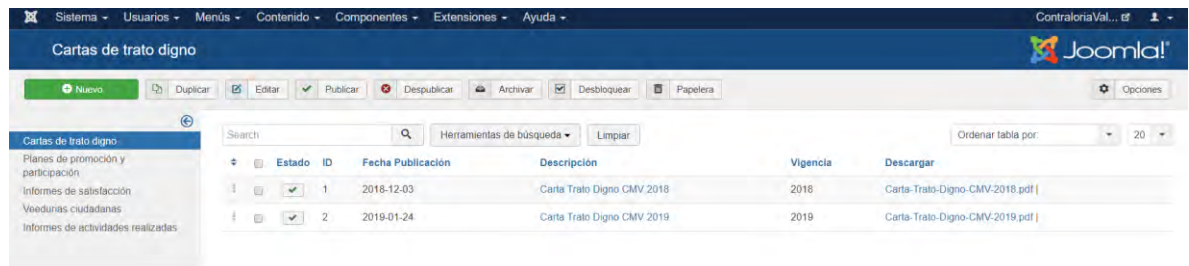 Sistema Usuarios Menús Contenido Componentes Extensiones Ayuda ContraloriaVal...
Cartas de trato digno Joomla!
Nuevo Duplicar Editar Publicar Despublicar Archivar Desbloquear Papelera Opciones
Search Herramientas de búsqueda Limpiar Ordenar tabla por: 20
Cartas de trato digno
Planes de promoción y
participación
Informes de satisfacción
Veedurias ciudadanas
Informes de actividades realizadas
Estado ID Fecha Publicación Descripción Vigencia Descargar
1 2018-12-03 Carta Trato Digno CMV 2018 2018 Carta-Trato-Digno-CMV-2018.pdf |
2 2019-01-24 Carta Trato Digno CMV 2019 2019 Carta-Trato-Digno-CMV-2019.pdf |